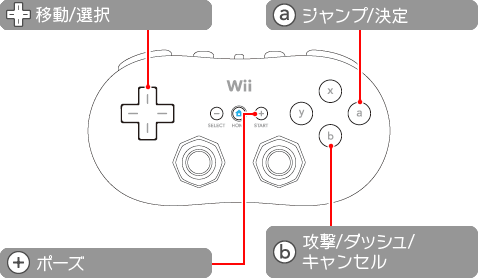 移動/選択
a ジャンプ/決定
Wii
x
y
a
b
SELECT HOME START
+ ポーズ
b 攻撃/ダッシュ/
キャンセル